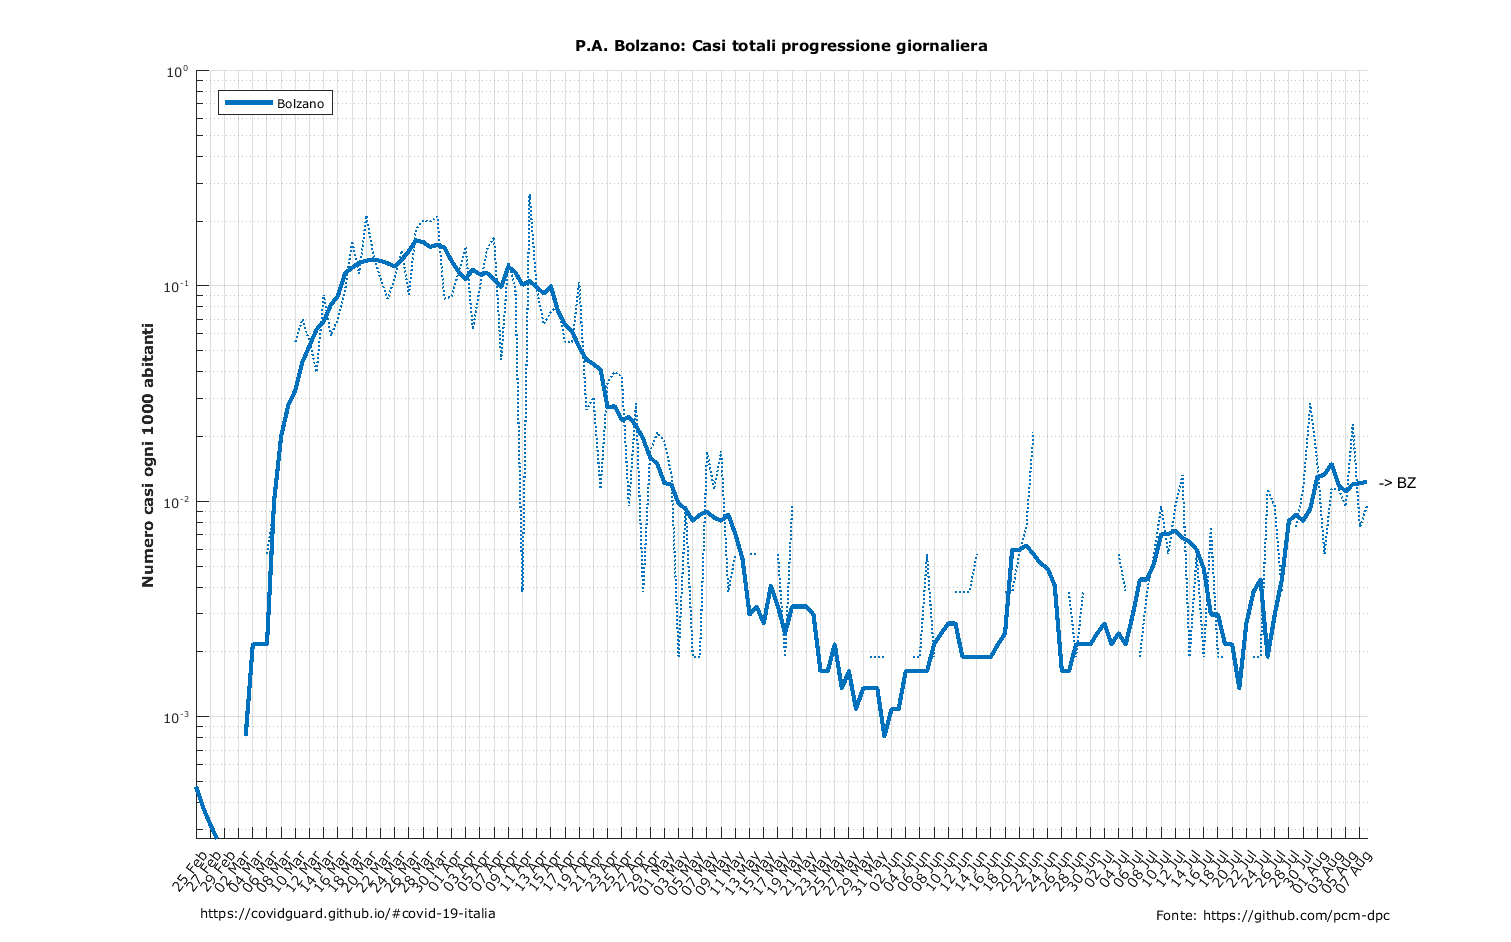 P.A. Bolzano: Casi totali progressione giornaliera
Bolzano
Numero casi ogni 1000 abitanti
10⁰
10⁻¹
10⁻²
10⁻³
-> BZ
25 Feb
27 Feb
29 Feb
02 Mar
04 Mar
06 Mar
08 Mar
10 Mar
12 Mar
14 Mar
16 Mar
18 Mar
20 Mar
22 Mar
24 Mar
26 Mar
28 Mar
30 Mar
01 Apr
03 Apr
05 Apr
07 Apr
09 Apr
11 Apr
13 Apr
15 Apr
17 Apr
19 Apr
21 Apr
23 Apr
25 Apr
27 Apr
29 Apr
01 May
03 May
05 May
07 May
09 May
11 May
13 May
15 May
17 May
19 May
21 May
23 May
25 May
27 May
29 May
31 May
02 Jun
04 Jun
06 Jun
08 Jun
10 Jun
12 Jun
14 Jun
16 Jun
18 Jun
20 Jun
22 Jun
24 Jun
26 Jun
28 Jun
30 Jun
02 Jul
04 Jul
06 Jul
08 Jul
10 Jul
12 Jul
14 Jul
16 Jul
18 Jul
20 Jul
22 Jul
24 Jul
26 Jul
28 Jul
30 Jul
01 Aug
03 Aug
05 Aug
07 Aug
https://covidguard.github.io/#covid-19-italia
Fonte: https://github.com/pcm-dpc